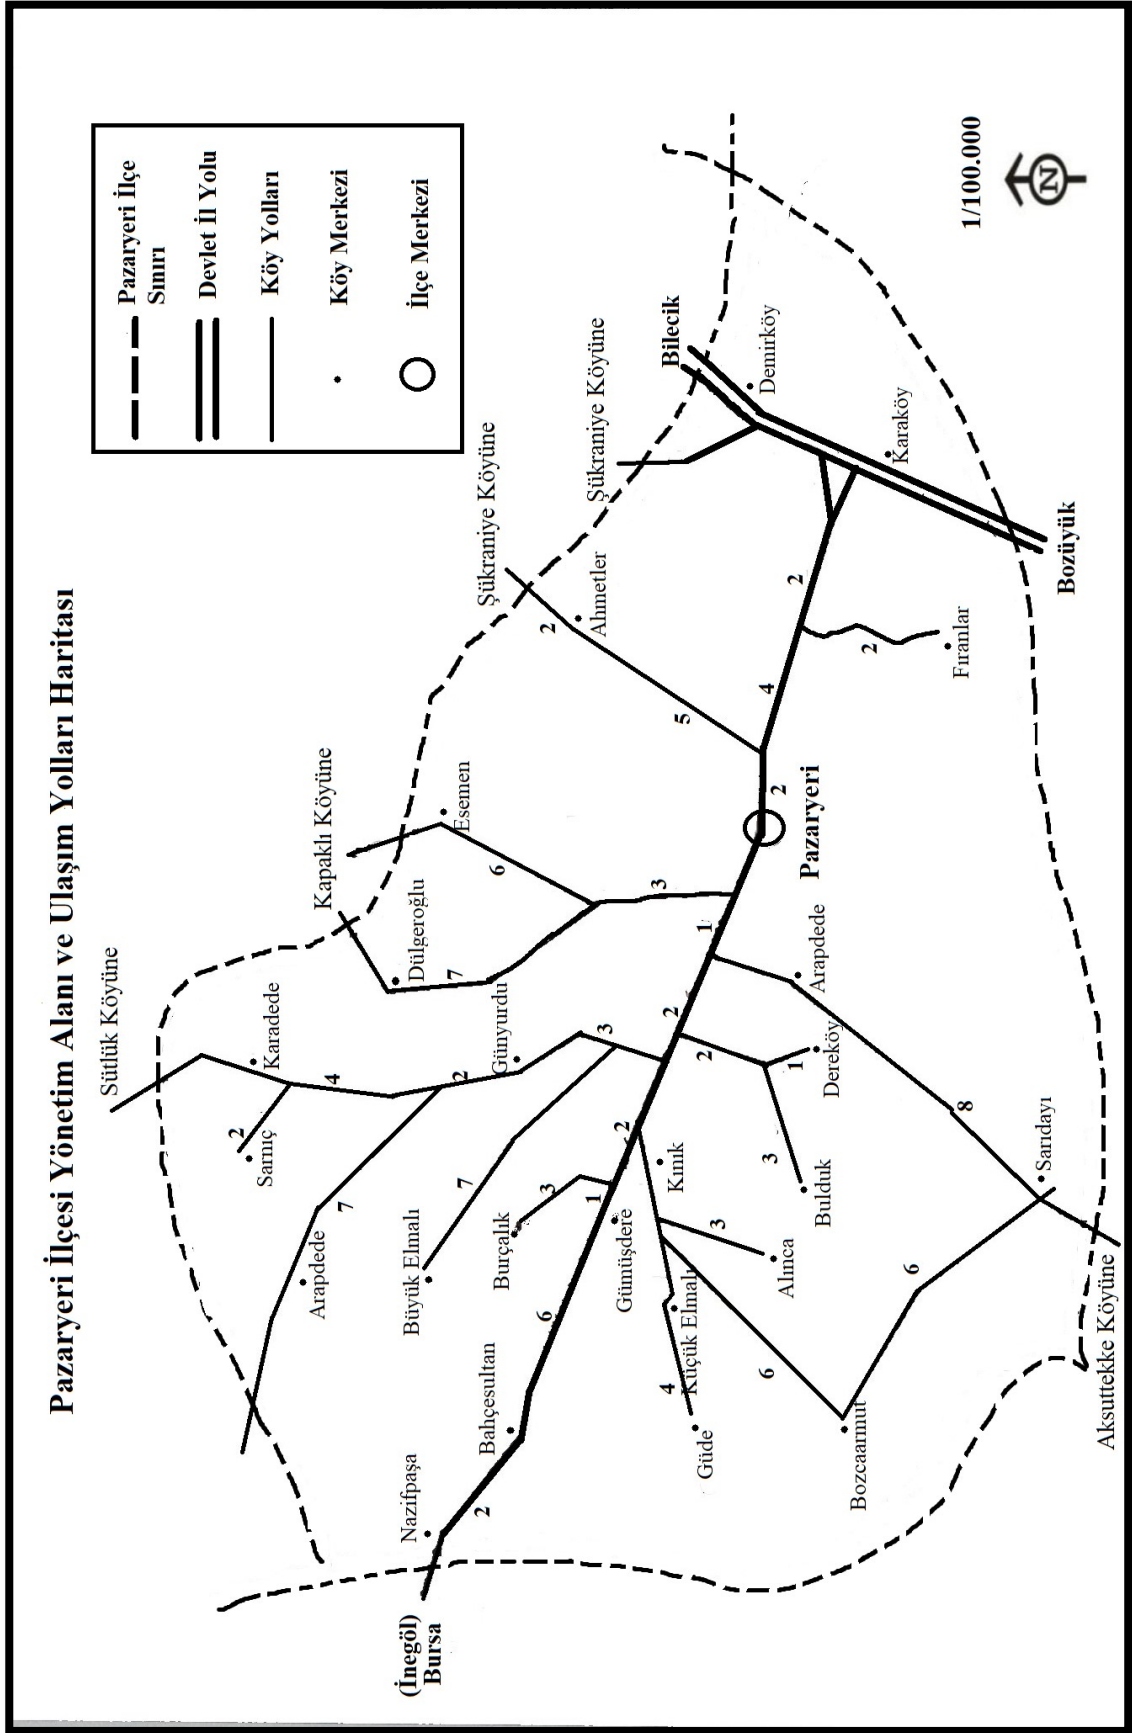 Pazaryeri İlçesi Yönetim Alanı ve Ulaşım Yolları Haritası
Pazaryeri İlçe
Sınırı
Devlet İl Yolu
Köy Yolları
Köy Merkezi
İlçe Merkezi
Sütlük Köyüne
Kapaklı Köyüne
Şükraniye Köyüne
Şükraniye Köyüne
Bilecik
Karadede
2
Sarnıç
4
Dülgeroğlu
7
Esemen
6
2
Ahmetler
Demirköy
7
Arapdede
2
Günyurdu
3
3
5
Karaköy
7
Büyük Elmalı
Burçalık
3
1
2
2
1
2
4
2
Nazifpaşa
Bahçesultan
2
6
Gümüşdere
Kınık
2
1
Dereköy
Arapdede
Pazaryeri
2
Fıranlar
(İnegöl)
Bursa
4
Güde
Küçük Elmalı
3
Alınca
3
Bulduk
8
Bozüyük
6
Bozcaarmut
6
Sarıdayı
Aksuttekke Köyüne
1/100.000
N